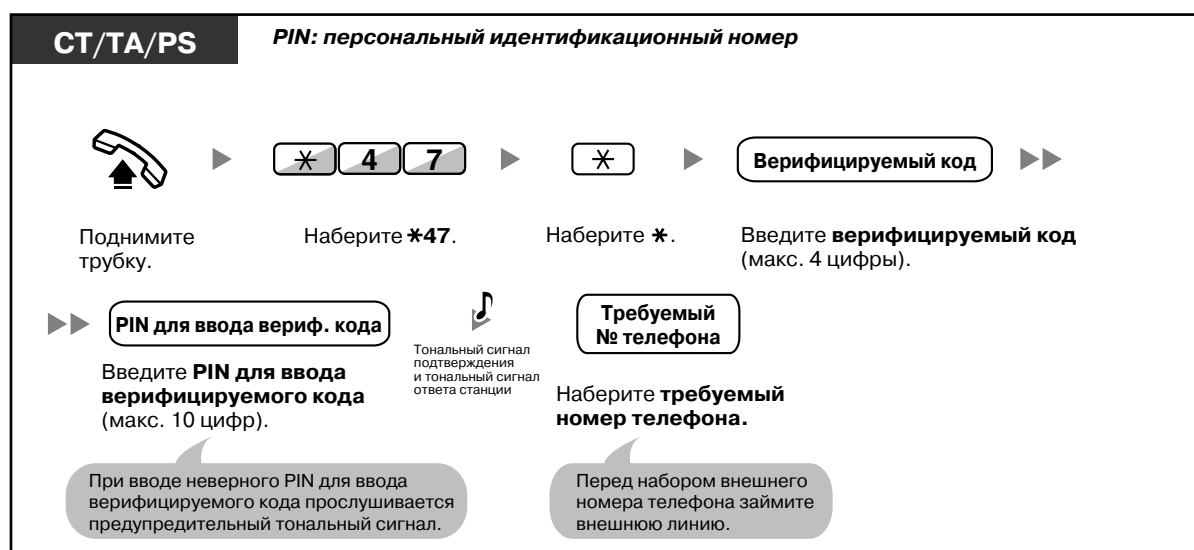 CT/TA/PS
PIN: персональный идентификационный номер
* 4 7
*
Верифицируемый код
Поднимите
трубку.
Наберите *47.
Наберите *.
Введите верифицируемый код
(макс. 4 цифры).
PIN для ввода вериф. кода
Введите PIN для ввода
верифицируемого кода
(макс. 10 цифр).
Тональный сигнал
подтверждения
и тональный сигнал
ответа станции
Требуемый
№ телефона
Наберите требуемый
номер телефона.
При вводе неверного PIN для ввода
верифицируемого кода прослушивается
предупредительный тональный сигнал.
Перед набором внешнего
номера телефона займите
внешнюю линию.